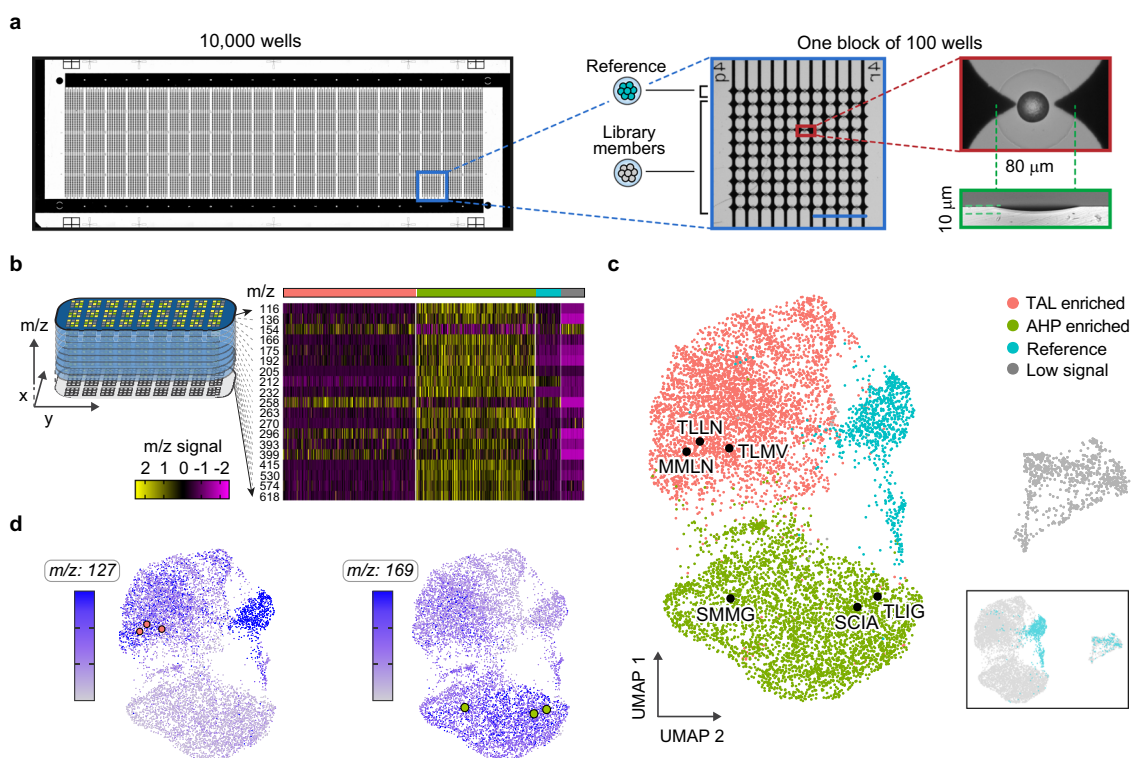 a
10,000 wells
One block of 100 wells
Reference
Library
members
80 μm
10 μm
b
m/z
m/z
x
y
m/z signal
2 1 0 -1 -2
116
136
154
166
175
192
205
212
232
258
263
270
296
393
399
415
530
574
618
c
TAL enriched
AHP enriched
Reference
Low signal
TLLN
TLMV
MMLN
SMMG
SCIA
TLIG
UMAP 1
UMAP 2
d
m/z: 127
m/z: 169